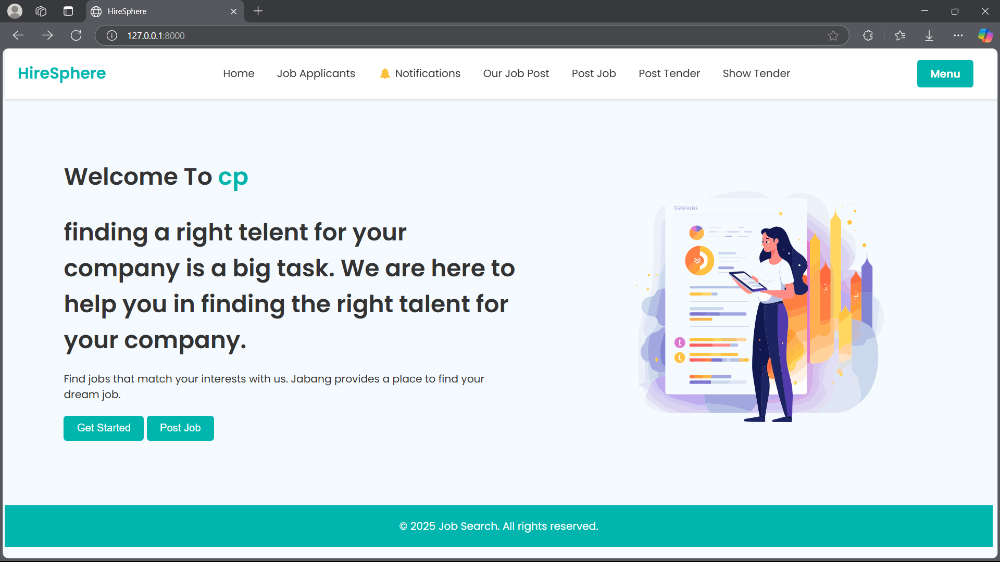 HireSphere
127.0.0.1:8000
HireSphere
Home
Job Applicants
Notifications
Our Job Post
Post Job
Post Tender
Show Tender
Menu
Welcome To cp
finding a right telent for your
company is a big task. We are here to
help you in finding the right talent for
your company.
Find jobs that match your interests with us. Jabang provides a place to find your
dream job.
Get Started
Post Job
© 2025 Job Search. All rights reserved.